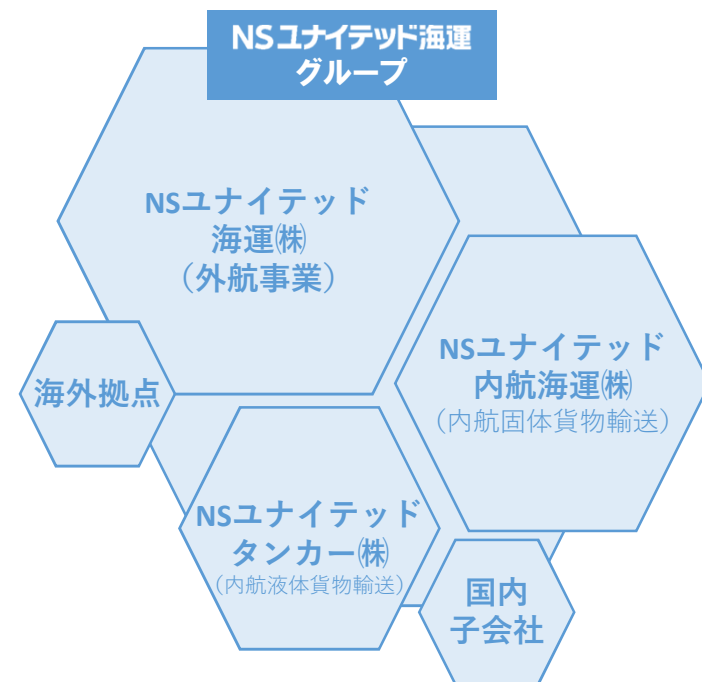 NSユナイテッド海運
グループ
NSユナイテッド
海運㈱
（外航事業）
NSユナイテッド
内航海運㈱
（内航固体貨物輸送）
海外拠点
NSユナイテッド
タンカー㈱
（内航液体貨物輸送）
国内
子会社